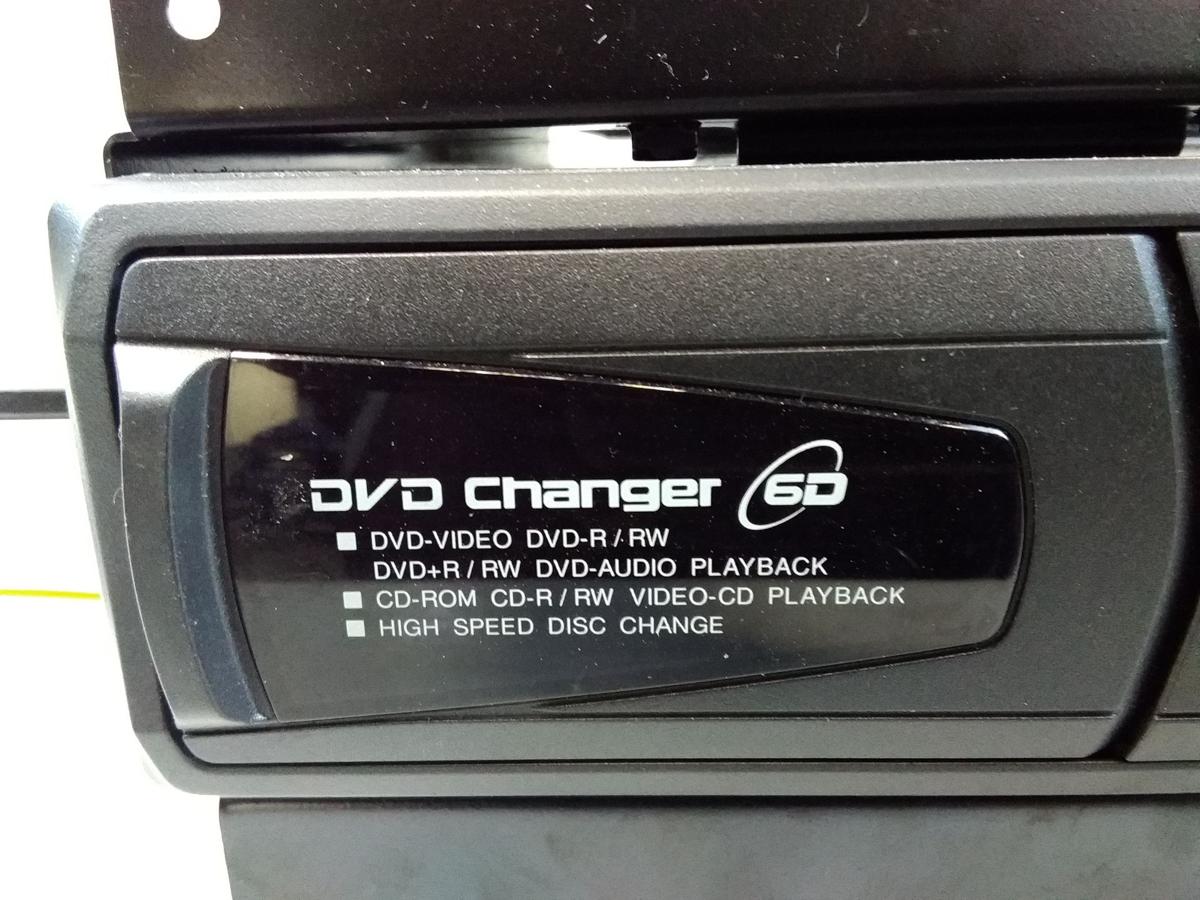 DVD Changer 6D
■ DVD-VIDEO DVD-R / RW
DVD+R / RW DVD-AUDIO PLAYBACK
■ CD-ROM CD-R / RW VIDEO-CD PLAYBACK
■ HIGH SPEED DISC CHANGE